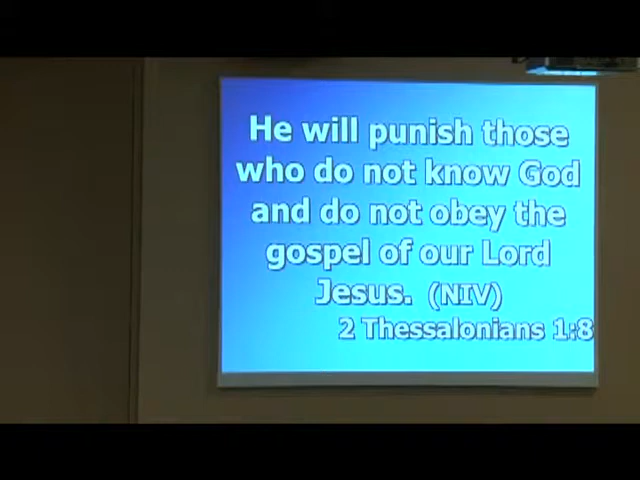 He will punish those
who do not know God
and do not obey the
gospel of our Lord
Jesus. (NIV)
2 Thessalonians 1:8